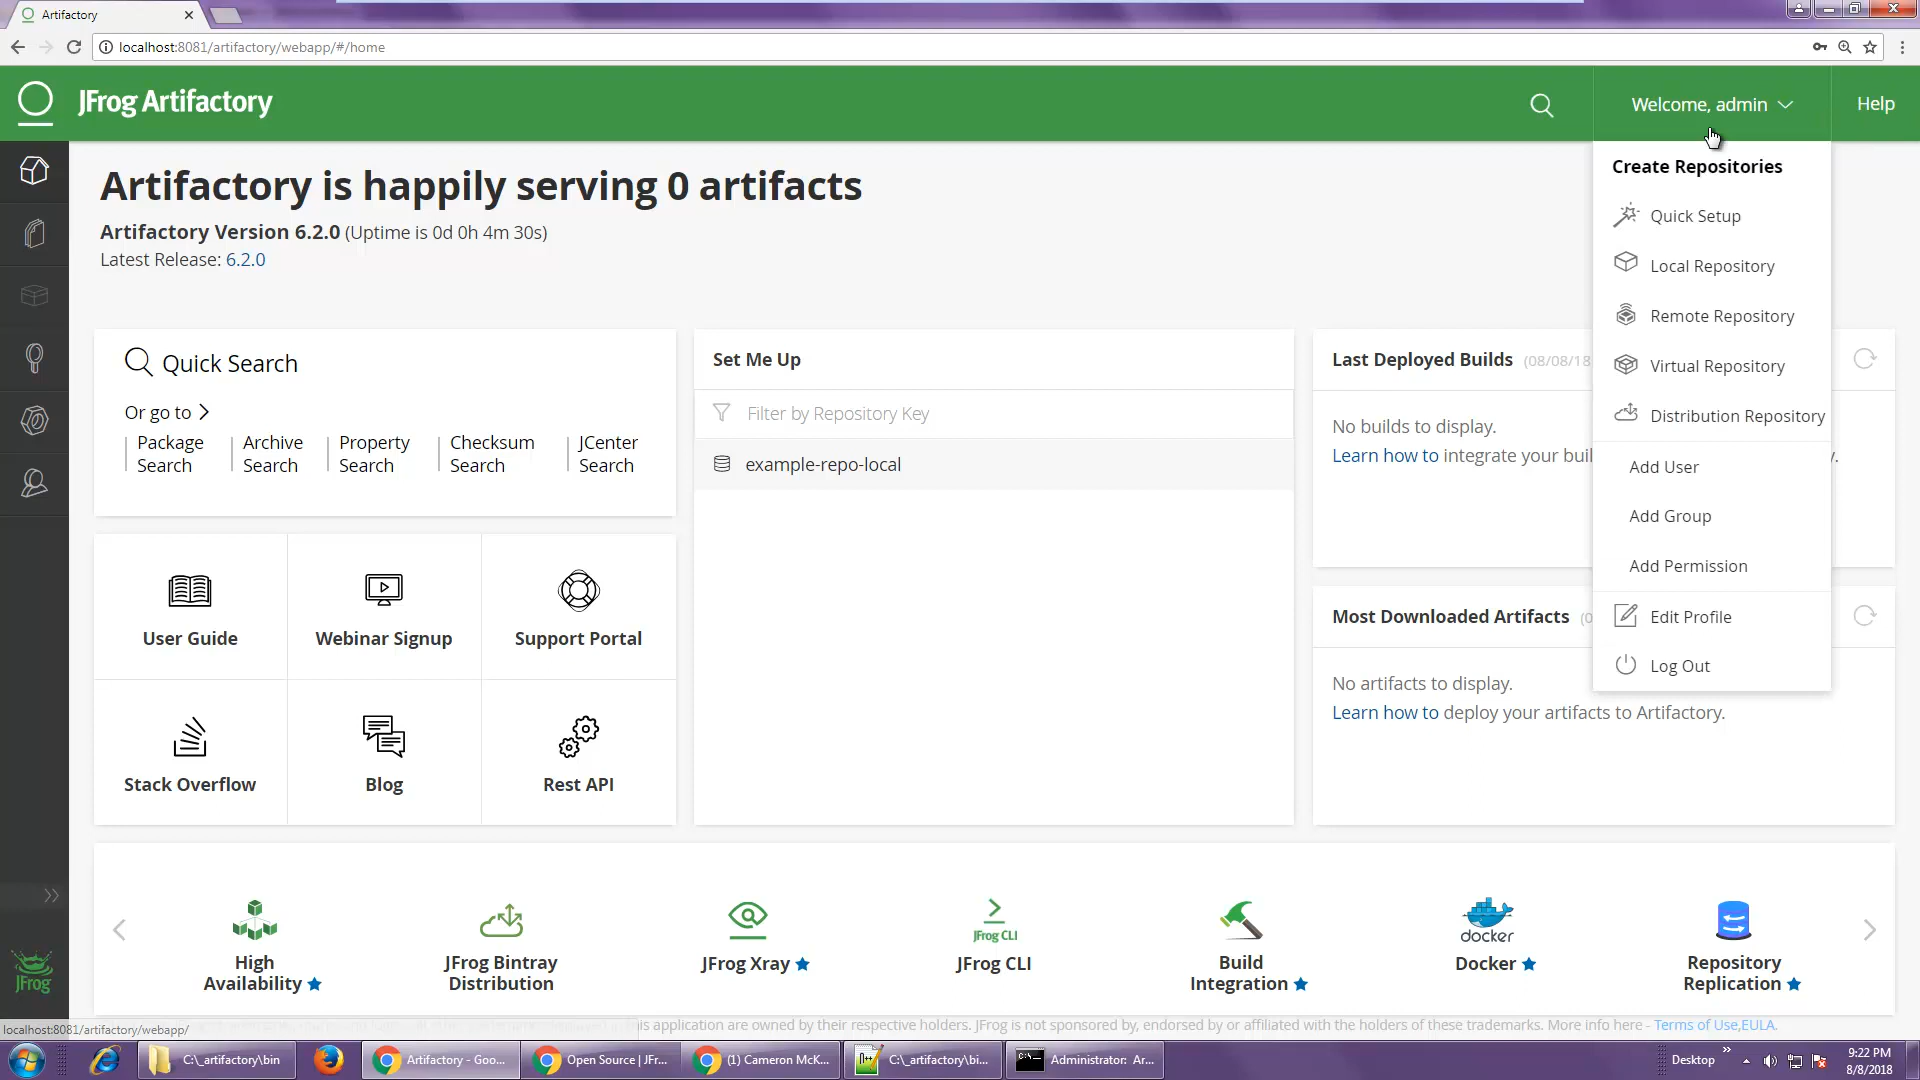 Artifactory
localhost:8081/artifactory/webapp/#/home
JFrog Artifactory
Welcome, admin
Help
Artifactory is happily serving 0 artifacts
Artifactory Version 6.2.0 (Uptime is 0d 0h 4m 30s)
Latest Release: 6.2.0
Create Repositories
Quick Setup
Local Repository
Remote Repository
Virtual Repository
Distribution Repository
Add User
Add Group
Add Permission
Edit Profile
Log Out
Quick Search
Or go to
Package Search
Archive Search
Property Search
Checksum Search
JCenter Search
Set Me Up
Filter by Repository Key
example-repo-local
Last Deployed Builds (08/08/18
No builds to display.
Learn how to integrate your buil
User Guide
Webinar Signup
Support Portal
Stack Overflow
Blog
Rest API
Most Downloaded Artifacts (0
No artifacts to display.
Learn how to deploy your artifacts to Artifactory.
High Availability
JFrog Bintray Distribution
JFrog Xray
JFrog CLI
JFrog CLI
Build Integration
docker
Docker
Repository Replication
JFrog
localhost:8081/artifactory/webapp/
this application are owned by their respective holders. JFrog is not sponsored by, endorsed by or affiliated with the holders of these trademarks. More info here - Terms of Use,EULA.
C:\_artifactory\bin
Artifactory - Goo...
Open Source | JFr...
(1) Cameron McK...
C:\_artifactory\bi...
Administrator: Ar...
Desktop
9:22 PM
8/8/2018